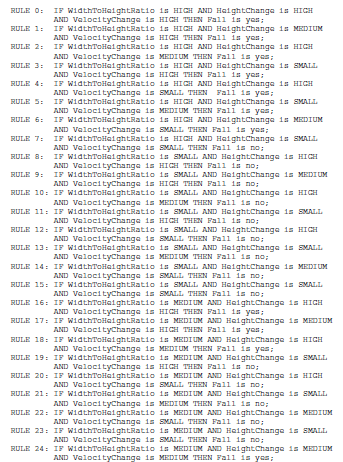 RULE 0: IF WidthToHeightRatio is HIGH AND HeightChange is HIGH
AND VelocityChange is HIGH THEN Fall is yes;
RULE 1: IF WidthToHeightRatio is HIGH AND HeightChange is MEDIUM
AND VelocityChange is HIGH THEN Fall is yes;
RULE 2: IF WidthToHeightRatio is HIGH AND HeightChange is HIGH
AND VelocityChange is MEDIUM THEN Fall is yes;
RULE 3: IF WidthToHeightRatio is HIGH AND HeightChange is SMALL
AND VelocityChange is HIGH THEN Fall is yes;
RULE 4: IF WidthToHeightRatio is HIGH AND HeightChange is HIGH
AND VelocityChange is SMALL THEN Fall is yes;
RULE 5: IF WidthToHeightRatio is HIGH AND HeightChange is SMALL
AND VelocityChange is MEDIUM THEN Fall is yes;
RULE 6: IF WidthToHeightRatio is HIGH AND HeightChange is MEDIUM
AND VelocityChange is SMALL THEN Fall is yes;
RULE 7: IF WidthToHeightRatio is HIGH AND HeightChange is SMALL
AND VelocityChange is SMALL THEN Fall is no;
RULE 8: IF WidthToHeightRatio is SMALL AND HeightChange is HIGH
AND VelocityChange is HIGH THEN Fall is no;
RULE 9: IF WidthToHeightRatio is SMALL AND HeightChange is MEDIUM
AND VelocityChange is HIGH THEN Fall is no;
RULE 10: IF WidthToHeightRatio is SMALL AND HeightChange is HIGH
AND VelocityChange is MEDIUM THEN Fall is no;
RULE 11: IF WidthToHeightRatio is SMALL AND HeightChange is SMALL
AND VelocityChange is HIGH THEN Fall is no;
RULE 12: IF WidthToHeightRatio is SMALL AND HeightChange is HIGH
AND VelocityChange is SMALL THEN Fall is no;
RULE 13: IF WidthToHeightRatio is SMALL AND HeightChange is SMALL
AND VelocityChange is MEDIUM THEN Fall is no;
RULE 14: IF WidthToHeightRatio is SMALL AND HeightChange is MEDIUM
AND VelocityChange is SMALL THEN Fall is no;
RULE 15: IF WidthToHeightRatio is SMALL AND HeightChange is SMALL
AND VelocityChange is SMALL THEN Fall is no;
RULE 16: IF WidthToHeightRatio is MEDIUM AND HeightChange is HIGH
AND VelocityChange is HIGH THEN Fall is yes;
RULE 17: IF WidthToHeightRatio is MEDIUM AND HeightChange is MEDIUM
AND VelocityChange is HIGH THEN Fall is yes;
RULE 18: IF WidthToHeightRatio is MEDIUM AND HeightChange is HIGH
AND VelocityChange is MEDIUM THEN Fall is yes;
RULE 19: IF WidthToHeightRatio is MEDIUM AND HeightChange is SMALL
AND VelocityChange is HIGH THEN Fall is no;
RULE 20: IF WidthToHeightRatio is MEDIUM AND HeightChange is HIGH
AND VelocityChange is SMALL THEN Fall is no;
RULE 21: IF WidthToHeightRatio is MEDIUM AND HeightChange is SMALL
AND VelocityChange is MEDIUM THEN Fall is no;
RULE 22: IF WidthToHeightRatio is MEDIUM AND HeightChange is MEDIUM
AND VelocityChange is SMALL THEN Fall is no;
RULE 23: IF WidthToHeightRatio is MEDIUM AND HeightChange is SMALL
AND VelocityChange is SMALL THEN Fall is no;
RULE 24: IF WidthToHeightRatio is MEDIUM AND HeightChange is MEDIUM
AND VelocityChange is MEDIUM THEN Fall is yes;